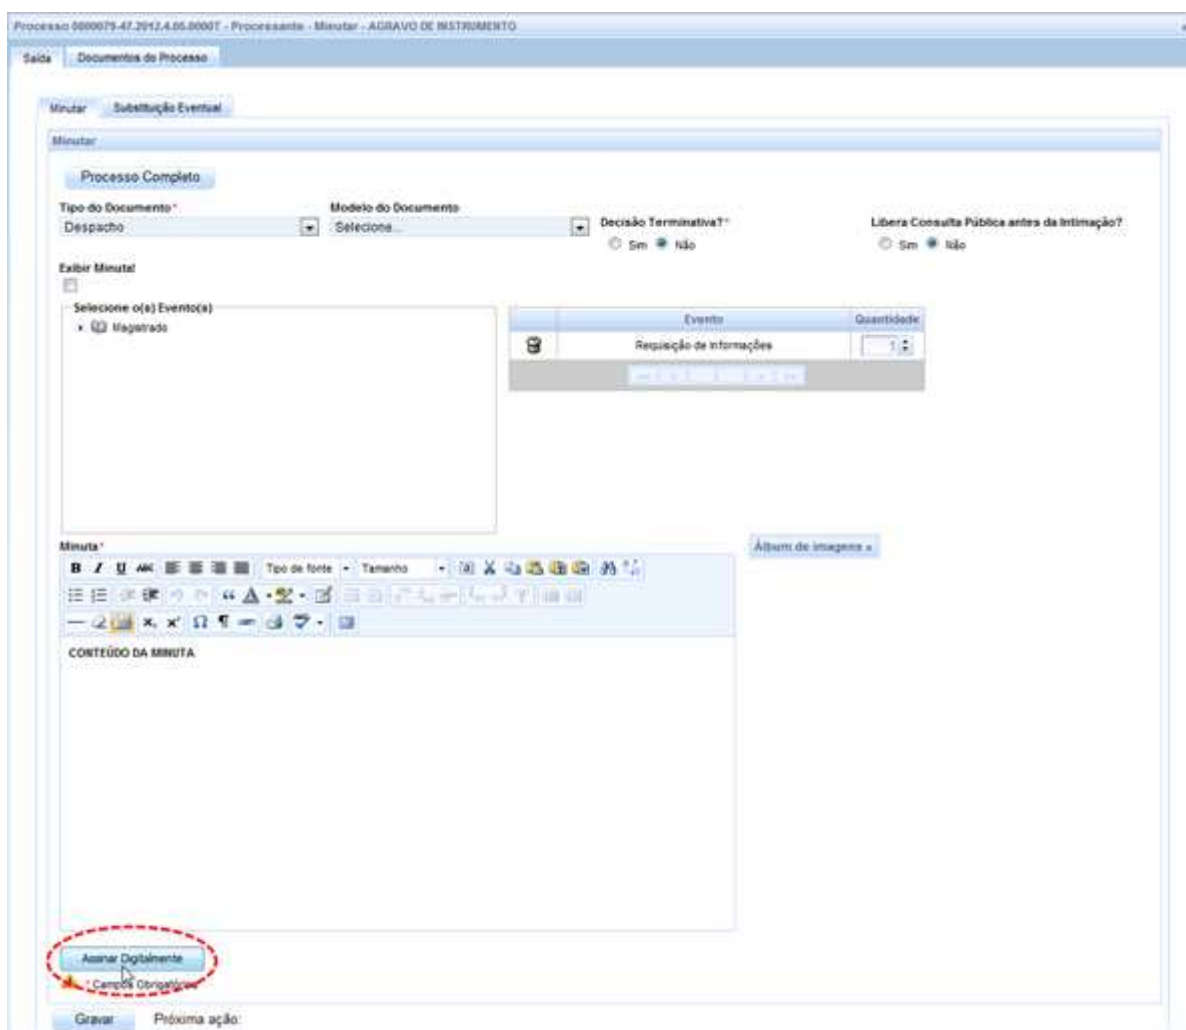 Processo 0000079-47.2012.4.05.0000T - Processante - Minutar - AGRAVO DE INSTRUMENTO
Saída Documentos do Processo
Minutar Substituição Eventual
Minutar
Processo Completo
Tipo do Documento* Modelo do Documento
Despacho Selecione... Decisão Terminativa?* Libera Consulta Pública antes da Intimação?
Sim Não Sim Não
Exibir Minuta!
Selecione o(s) Evento(s)
Magistrado
Evento Quantidade
Requisição de Informações 1
Minuta* Álbum de imagens »
B I U ABC Tipo de fonte Tamanho
CONTEÚDO DA MINUTA
Assinar Digitalmente
* Campos Obrigatórios
Gravar Próxima ação: